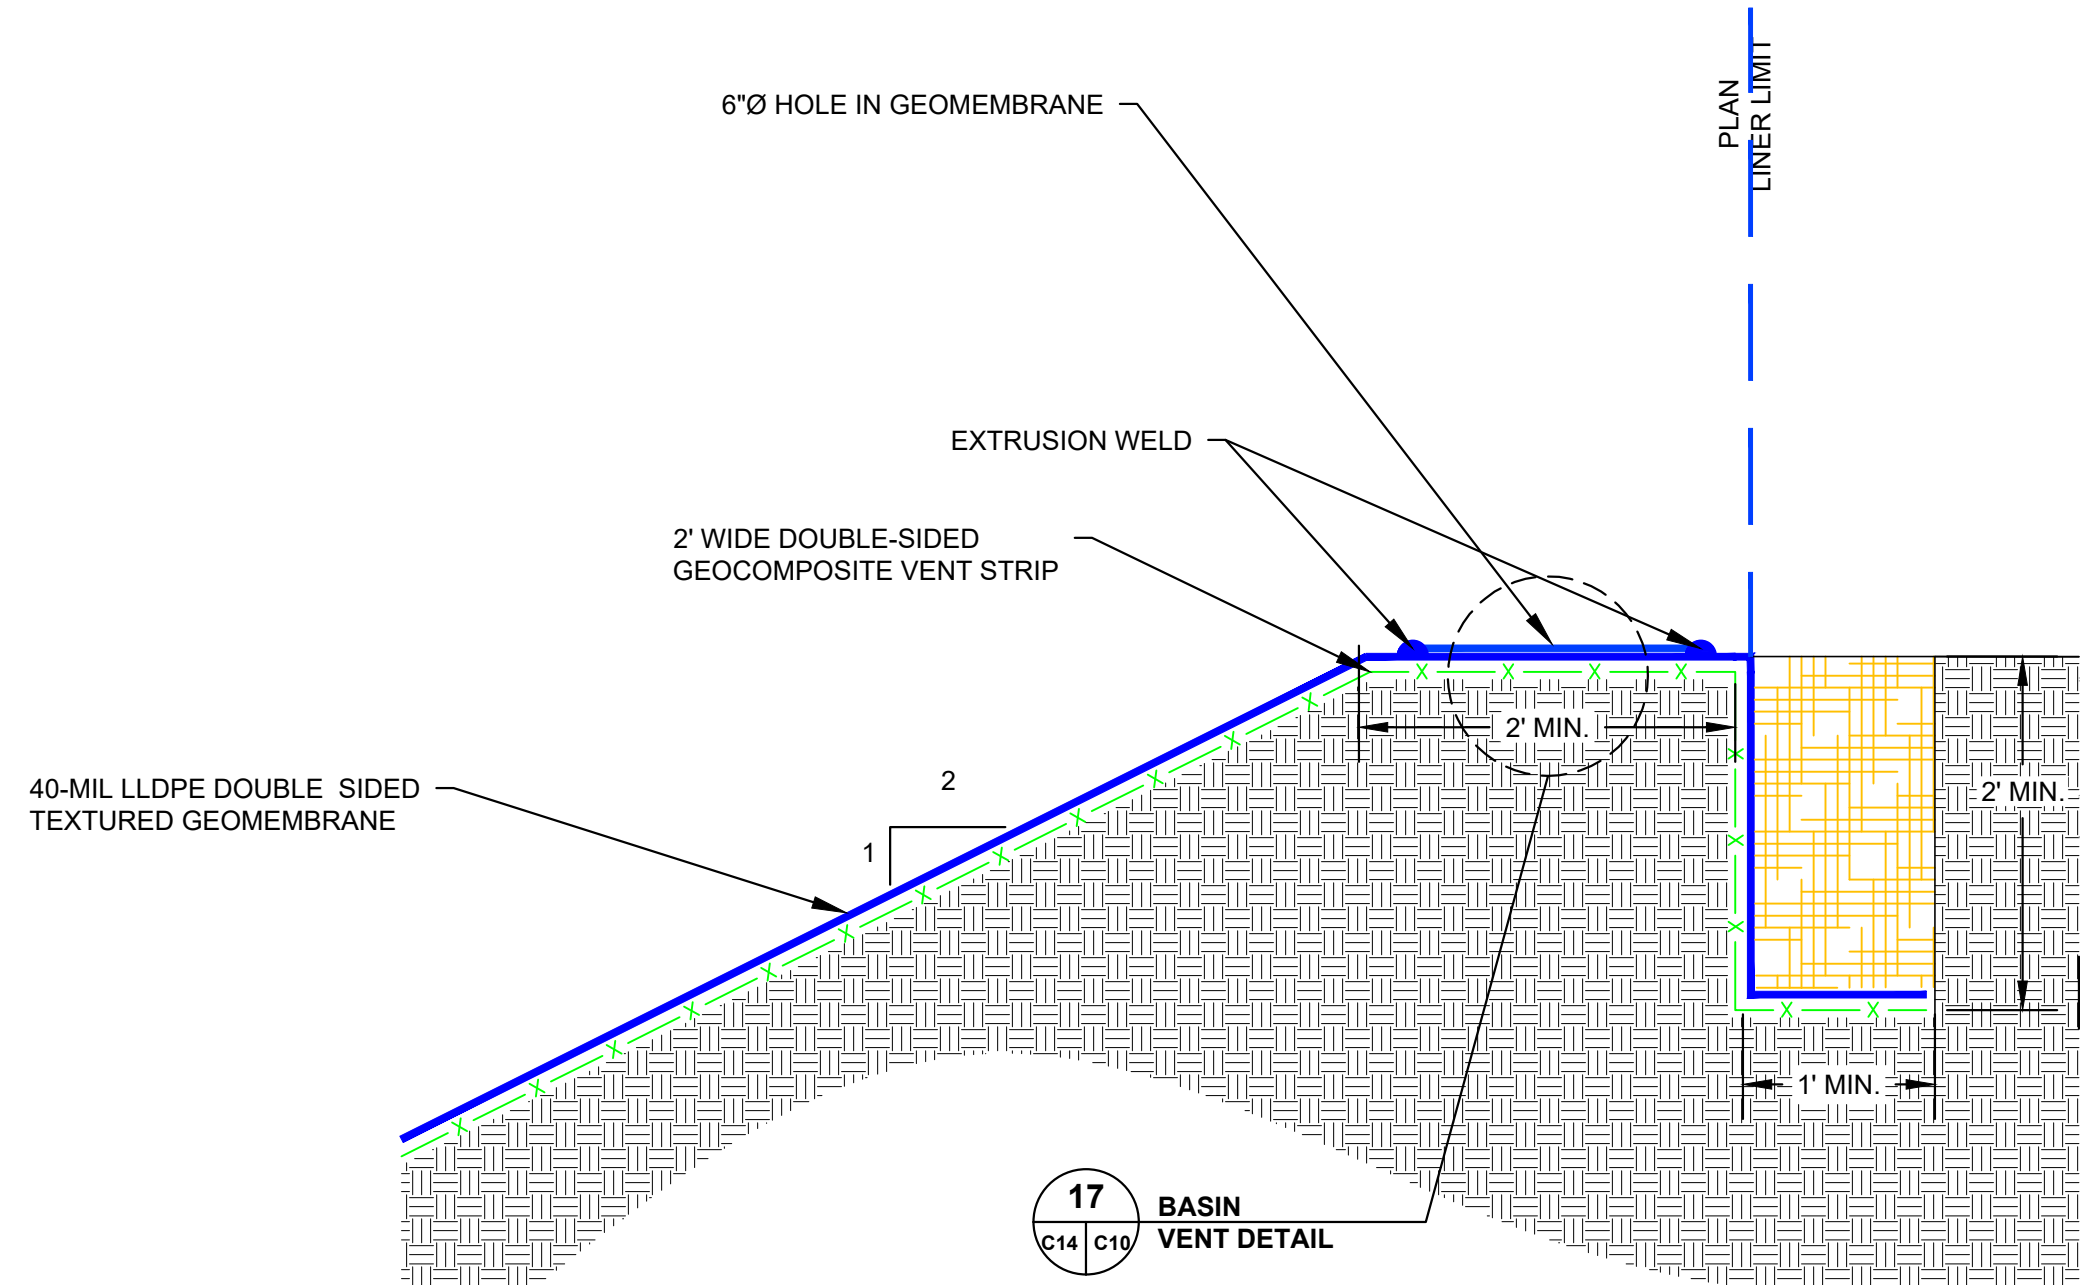 PLAN
LINER LIMIT
6"Ø HOLE IN GEOMEMBRANE
EXTRUSION WELD
2' WIDE DOUBLE-SIDED
GEOCOMPOSITE VENT STRIP
2' MIN.
2' MIN.
2
1
40-MIL LLDPE DOUBLE SIDED
TEXTURED GEOMEMBRANE
1' MIN.
17
C14 C10
BASIN
VENT DETAIL